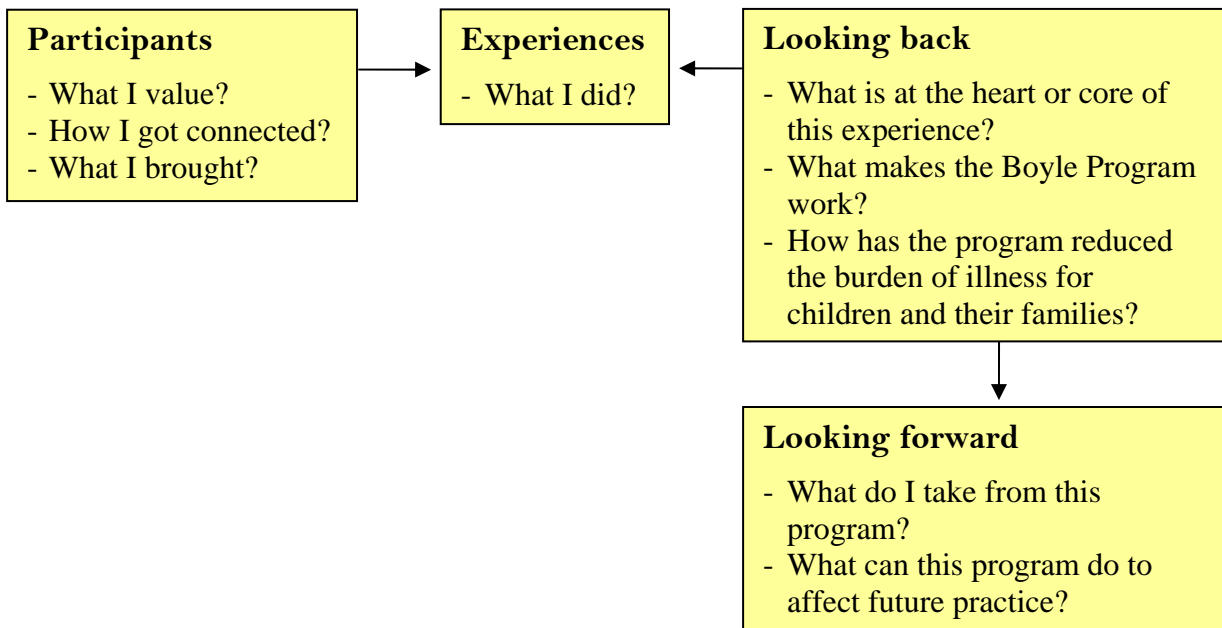 Participants
- What I value?
- How I got connected?
- What I brought?
Experiences
- What I did?
Looking back
- What is at the heart or core of
this experience?
- What makes the Boyle Program
work?
- How has the program reduced
the burden of illness for
children and their families?
Looking forward
- What do I take from this
program?
- What can this program do to
affect future practice?